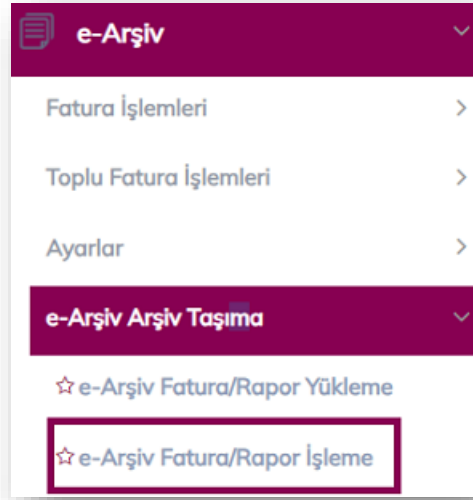 e-Arşiv
Fatura İşlemleri
Toplu Fatura İşlemleri
Ayarlar
e-Arşiv Arşiv Taşıma
e-Arşiv Fatura/Rapor Yükleme
e-Arşiv Fatura/Rapor İşleme